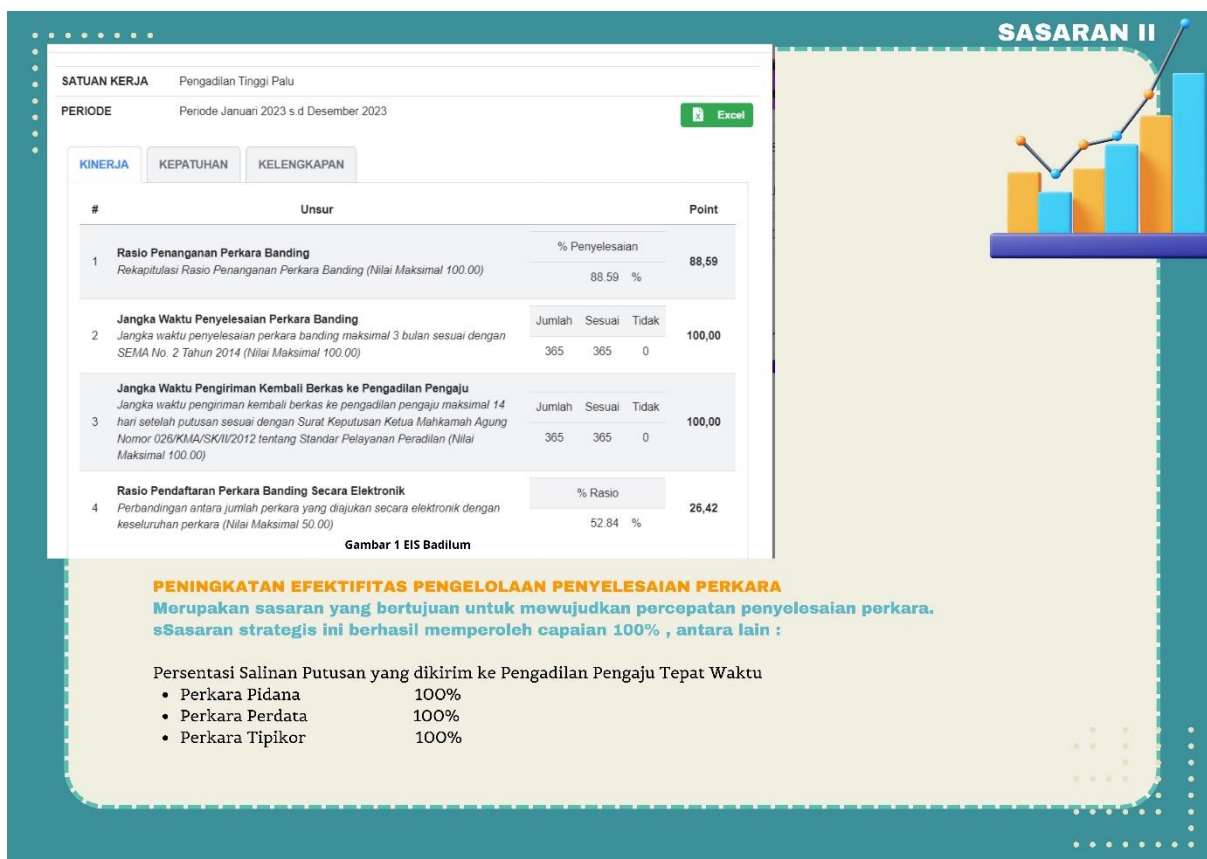 SASARAN II
SATUAN KERJA Pengadilan Tinggi Palu
PERIODE Periode Januari 2023 s.d Desember 2023
Excel
KINERJA KEPATUHAN KELENGKAPAN
# Unsur Point
1 Rasio Penanganan Perkara Banding % Penyelesaian 88,59
Rekapitulasi Rasio Penanganan Perkara Banding (Nilai Maksimal 100.00) 88.59 %
Jangka Waktu Penyelesaian Perkara Banding Jumlah Sesuai Tidak
2 Jangka waktu penyelesaian perkara banding maksimal 3 bulan sesuai dengan 100,00
SEMA No. 2 Tahun 2014 (Nilai Maksimal 100.00) 365 365 0
Jangka Waktu Pengiriman Kembali Berkas ke Pengadilan Pengaju
Jangka waktu pengiriman kembali berkas ke pengadilan pengaju maksimal 14 Jumlah Sesuai Tidak
3 hari setelah putusan sesuai dengan Surat Keputusan Ketua Mahkamah Agung 100,00
Nomor 026/KMA/SK/II/2012 tentang Standar Pelayanan Peradilan (Nilai 365 365 0
Maksimal 100.00)
Rasio Pendaftaran Perkara Banding Secara Elektronik % Rasio
4 Perbandingan antara jumlah perkara yang diajukan secara elektronik dengan 26,42
keseluruhan perkara (Nilai Maksimal 50.00) 52.84 %
Gambar 1 EIS Badilum
PENINGKATAN EFEKTIFITAS PENGELOLAAN PENYELESAIAN PERKARA
Merupakan sasaran yang bertujuan untuk mewujudkan percepatan penyelesaian perkara.
sSasaran strategis ini berhasil memperoleh capaian 100% , antara lain :
Persentasi Salinan Putusan yang dikirim ke Pengadilan Pengaju Tepat Waktu
• Perkara Pidana 100%
• Perkara Perdata 100%
• Perkara Tipikor 100%